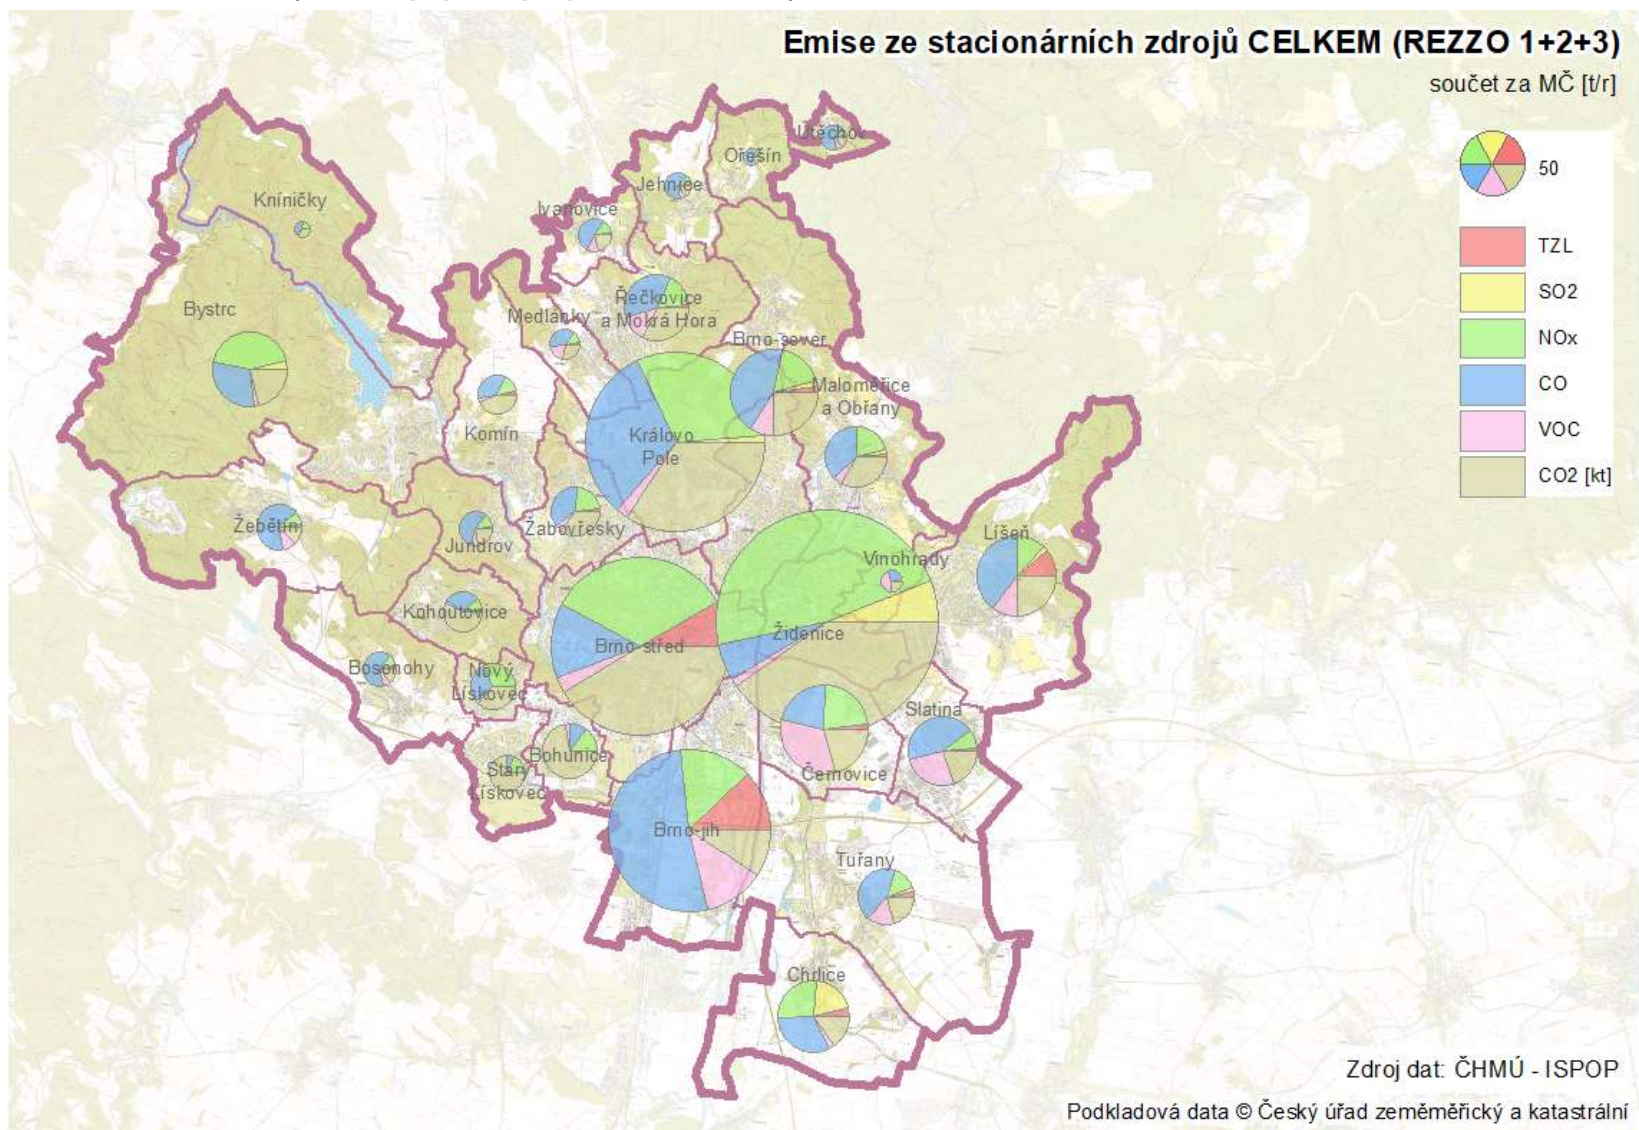 Emise ze stacionárních zdrojů CELKEM (REZZO 1+2+3)
součet za MČ [t/r]
50
TZL
SO2
NOx
CO
VOC
CO2 [kt]
Útěchov
Ořešín
Jehnice
Kníničky
Ivanovice
Bystrc
Řečkovice
a Mokrá Hora
Medlánky
Brno-sever
Maloměřice
a Obřany
Komín
Královo
Pole
Žebětín
Žabovřesky
Jundrov
Líšeň
Vinohrady
Kohoutovice
Židenice
Brno-střed
Bosonohy
Nový
Lískovec
Slatina
Bohunice
Starý
Lískovec
Černovice
Brno-jih
Tuřany
Chrlice
Zdroj dat: ČHMÚ - ISPOP
Podkladová data © Český úřad zeměměřický a katastrální